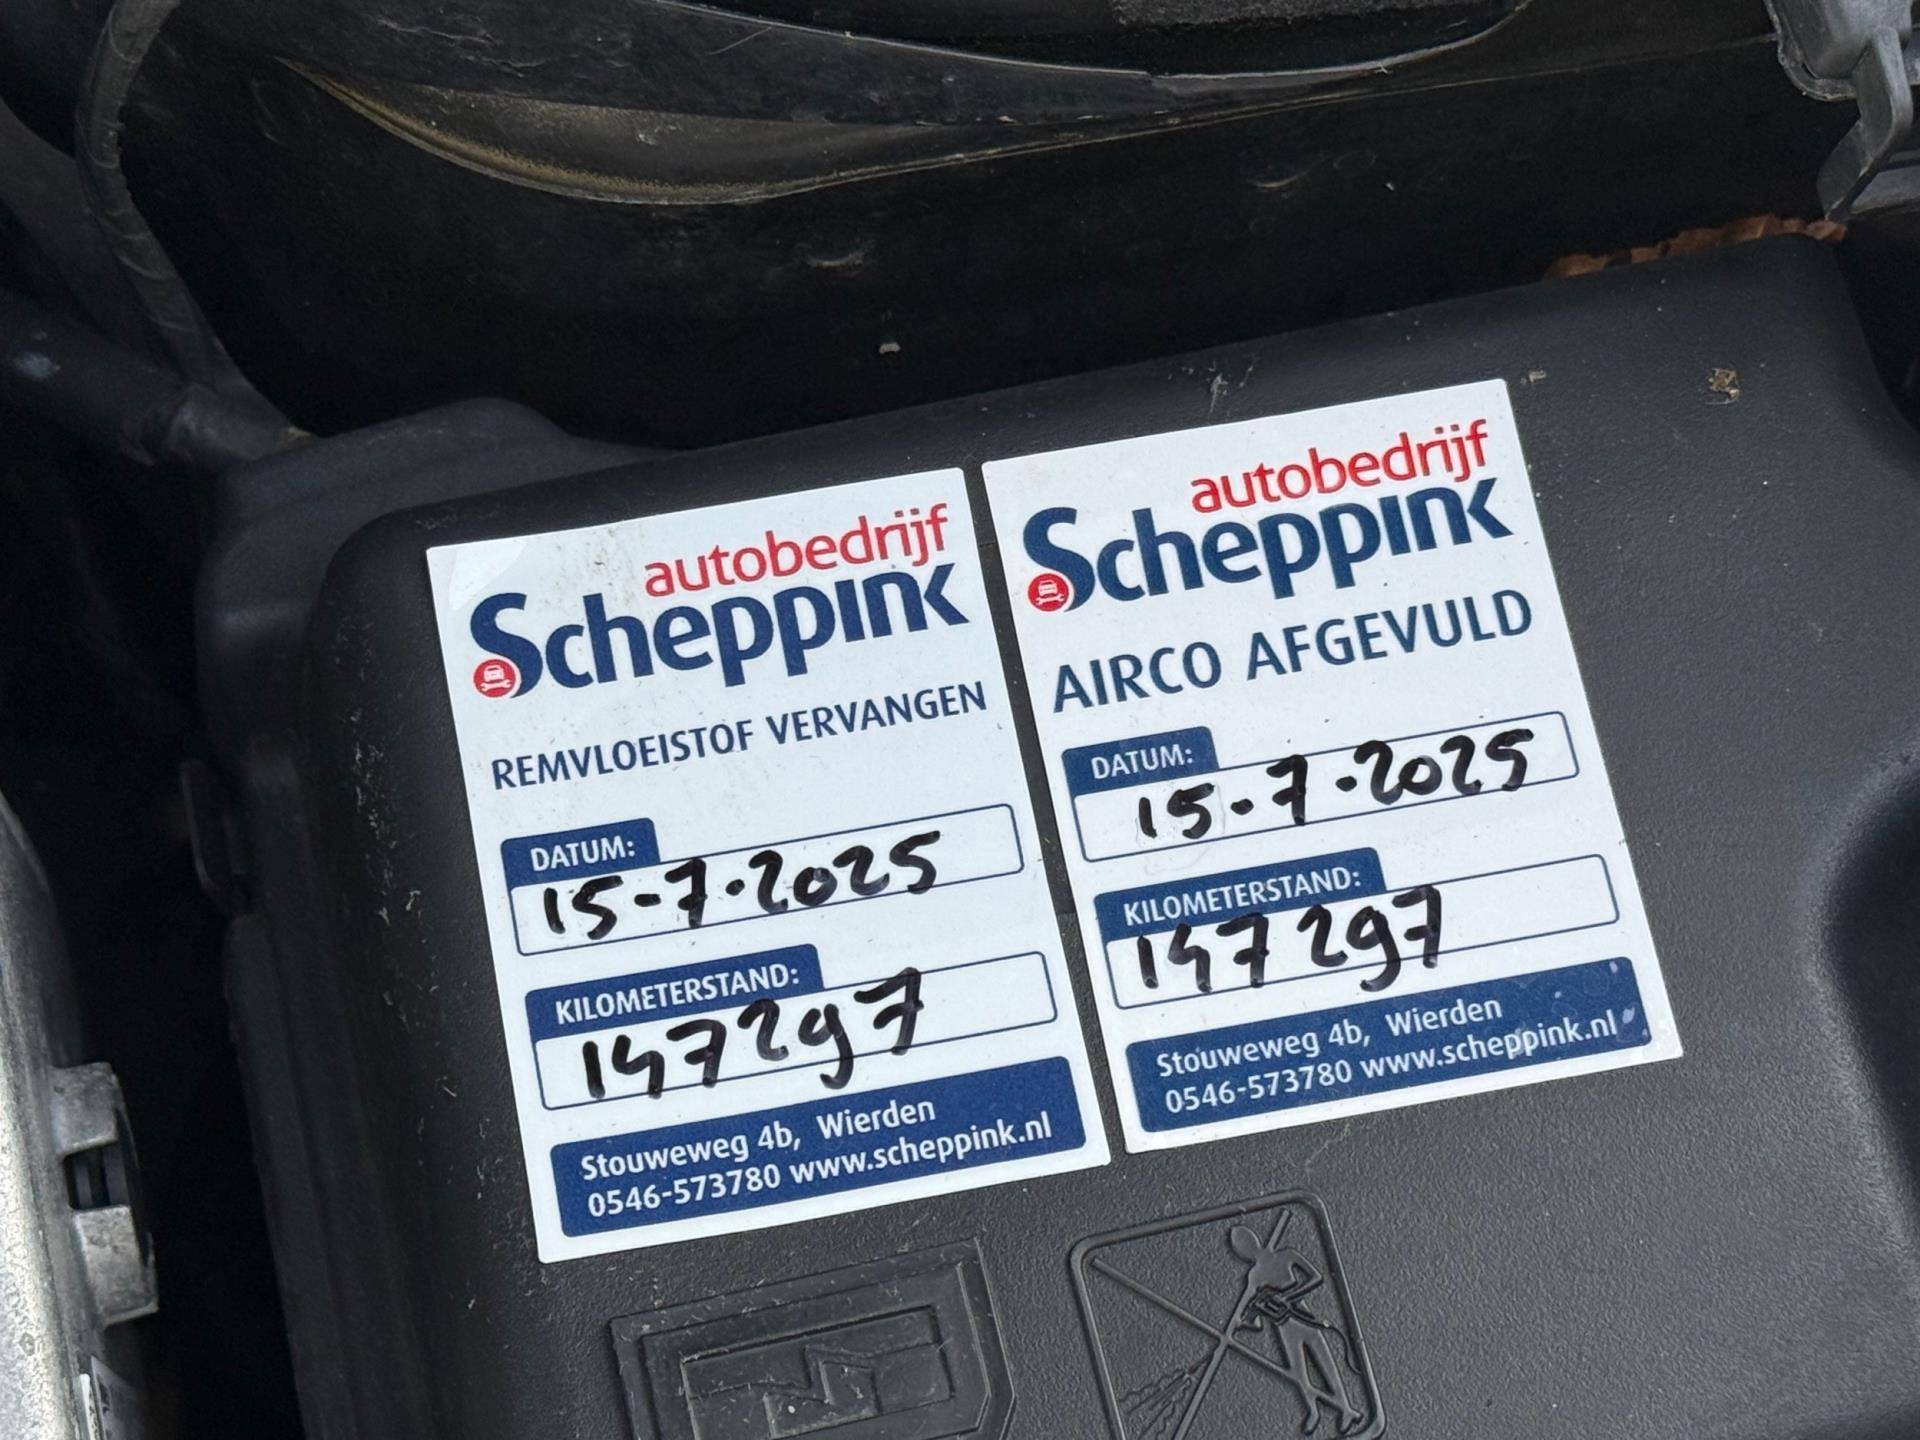 autobedrijf
Scheppink
REMVLOEISTOF VERVANGEN
DATUM:
15-7-2025
KILOMETERSTAND:
147297
Stouweweg 4b, Wierden
0546-573780 www.scheppink.nl
autobedrijf
Scheppink
AIRCO AFGEVULD
DATUM:
15-7-2025
KILOMETERSTAND:
147297
Stouweweg 4b, Wierden
0546-573780 www.scheppink.nl